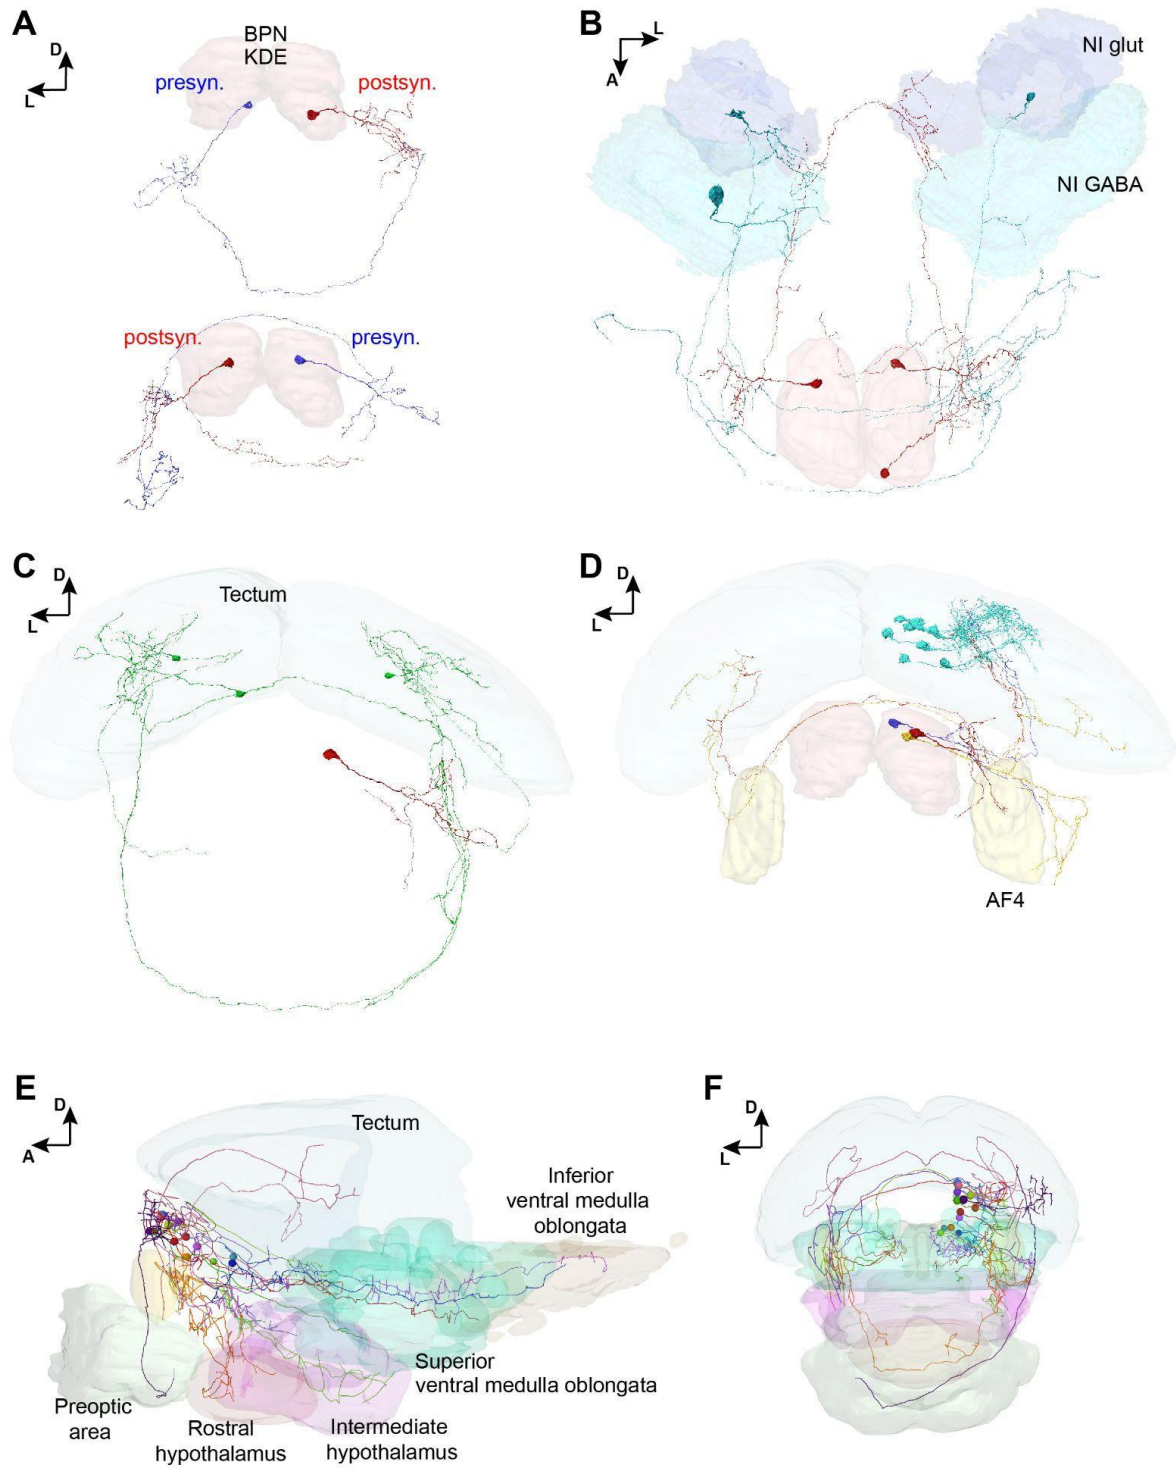 A
D
L
BPN
KDE
presyn.
postsyn.
postsyn.
presyn.
B
L
A
NI glut
NI GABA
C
D
L
Tectum
D
D
L
AF4
E
D
A
Tectum
Inferior
ventral medulla
oblongata
Superior
ventral medulla oblongata
Preoptic
area
Rostral
hypothalamus
Intermediate
hypothalamus
F
D
L